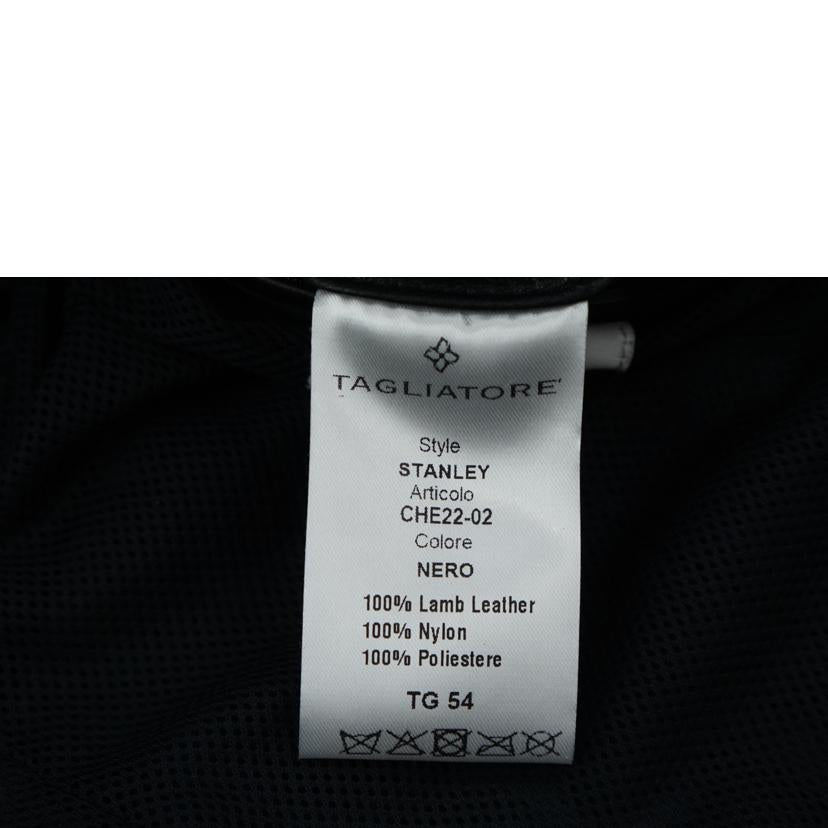 TAGLIATORE'
Style
STANLEY
Articolo
CHE22-02
Colore
NERO
100% Lamb Leather
100% Nylon
100% Poliestere
TG 54